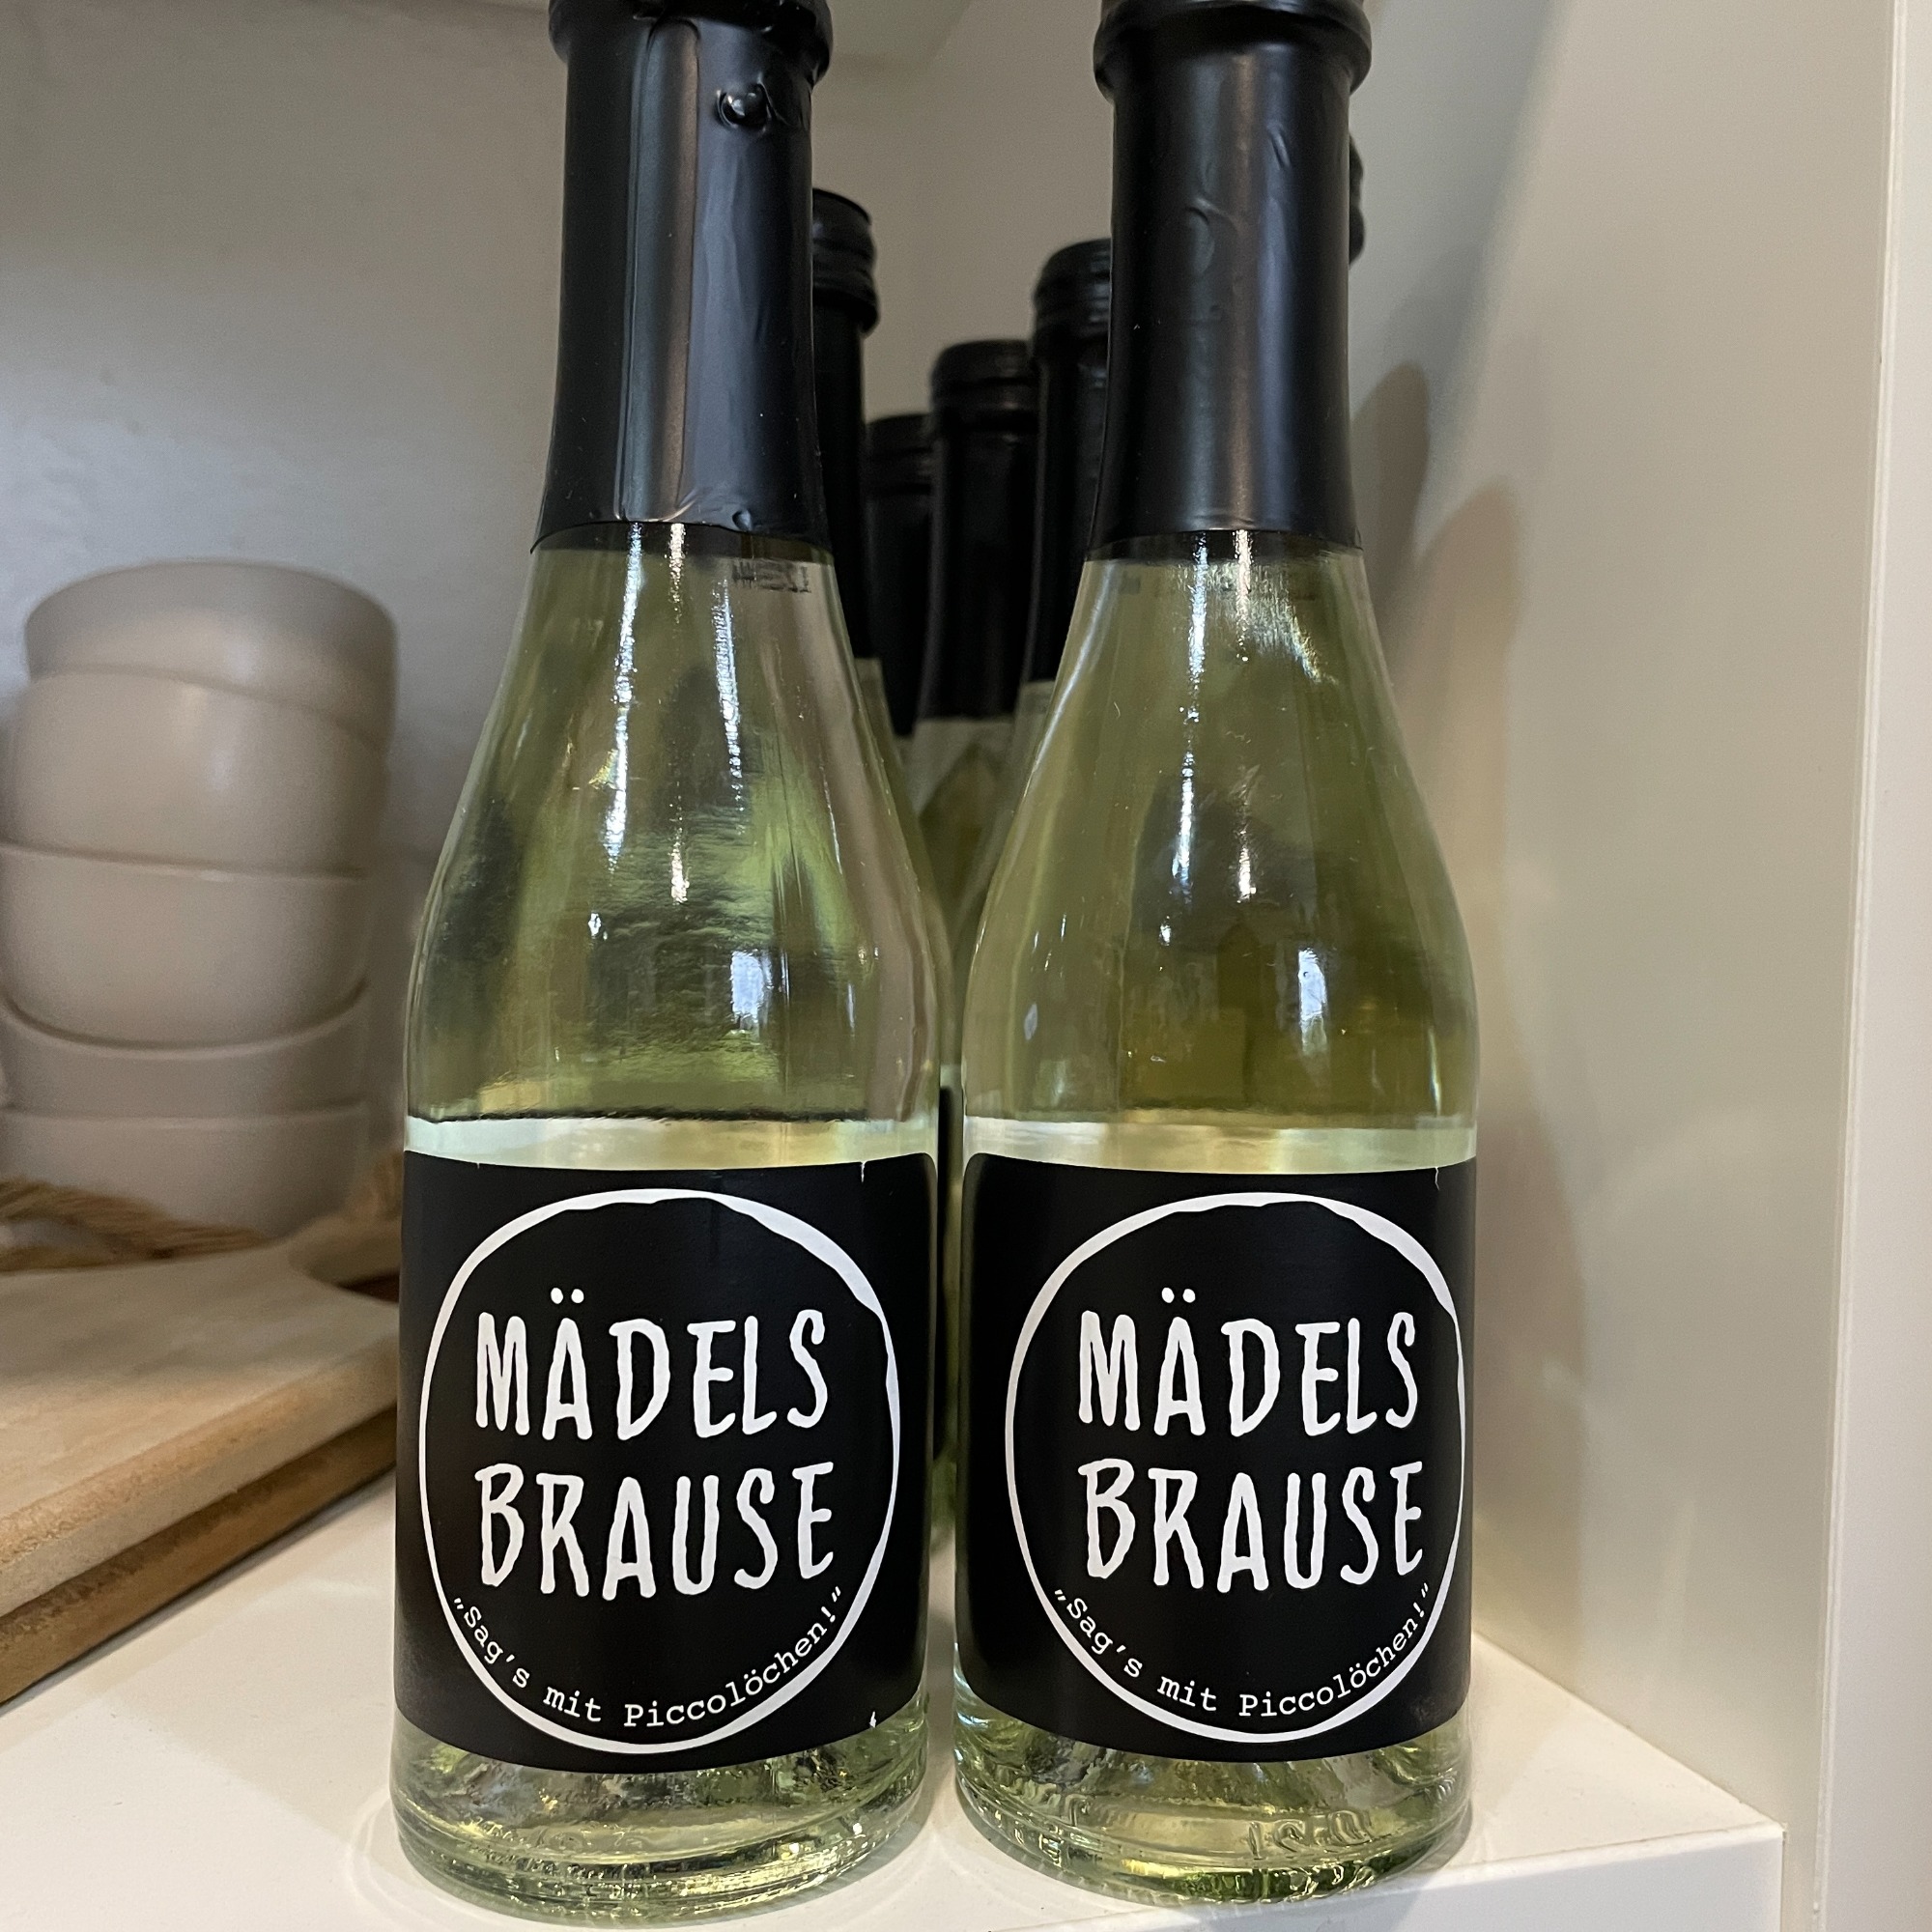 MÄDELS
BRAUSE
„Sag's mit Piccolöchen!"
MÄDELS
BRAUSE
„Sag's mit Piccolöchen!"